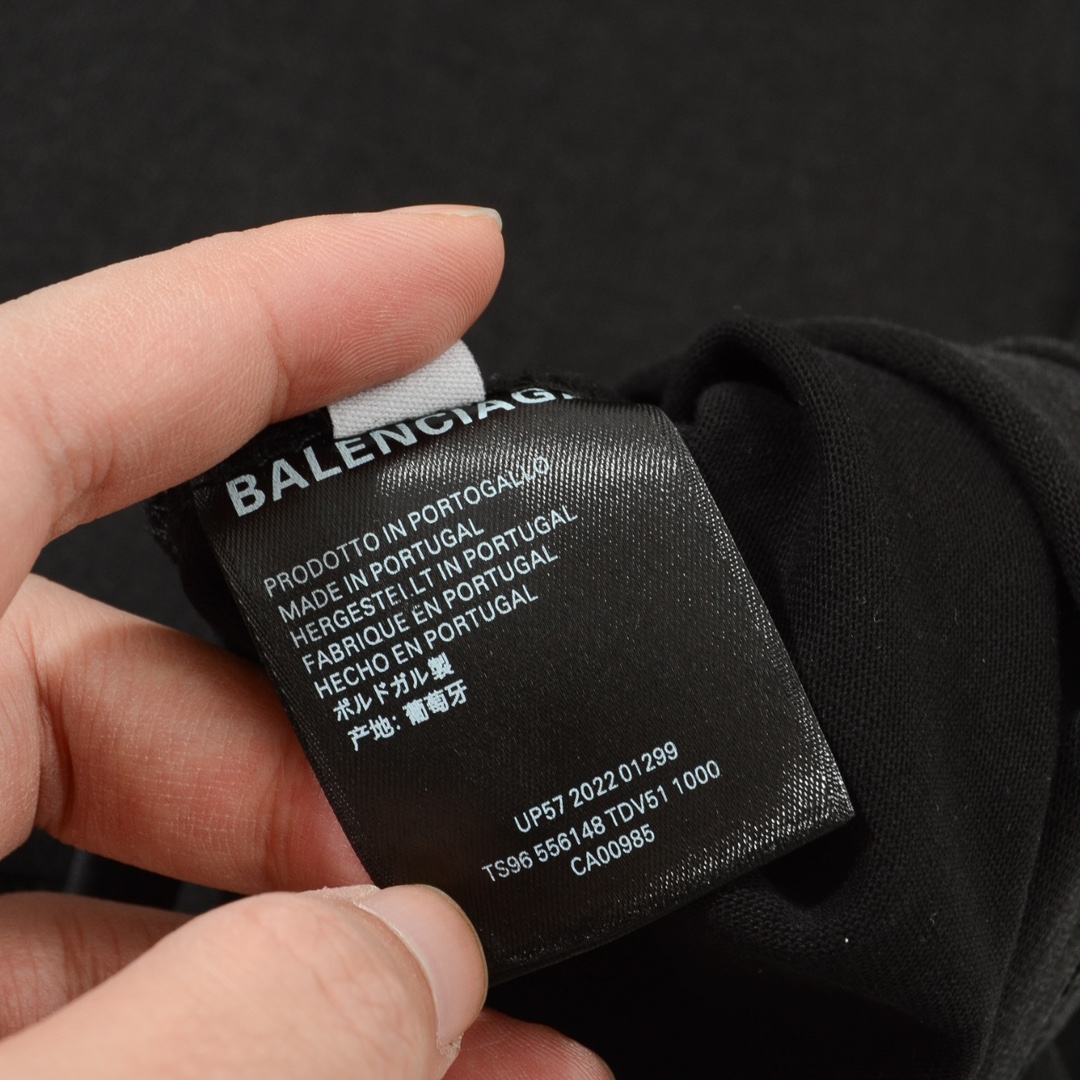 BALENCIAGA
PRODOTTO IN PORTOGALLO
MADE IN PORTUGAL
HERGESTELLT IN PORTUGAL
FABRIQUE EN PORTUGAL
HECHO EN PORTUGAL
ポルドガル製
产地: 葡萄牙
UP57 2022 01299
TS96 556148 TDV51 1000
CA00985